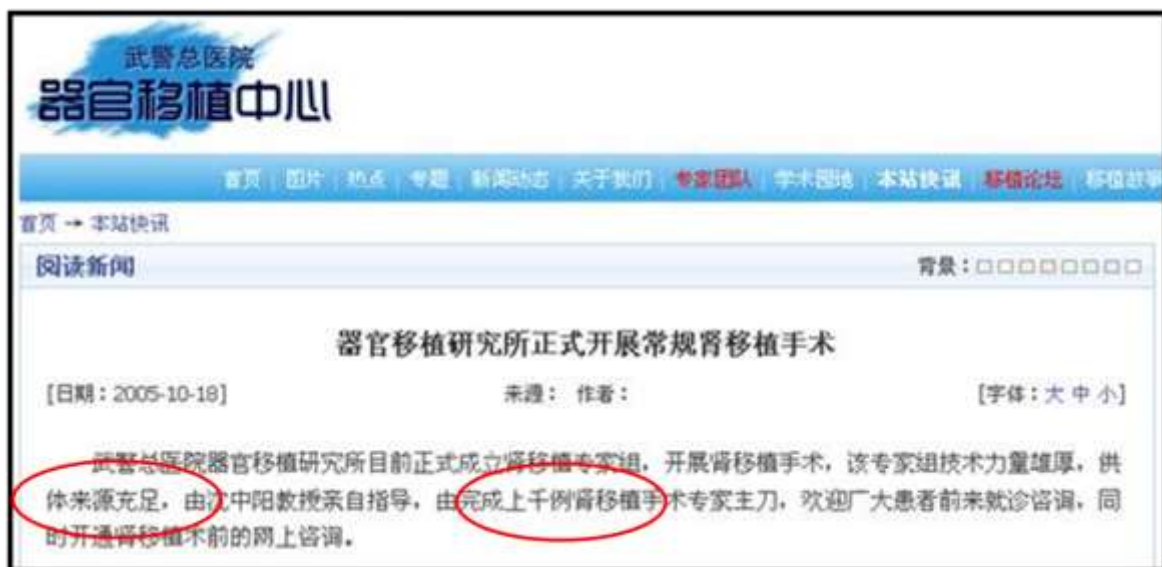 武警总医院
器官移植中心
首页 图片 热点 专题 新闻动态 关于我们 专家团队 学术园地 本站快讯 移植论坛 移植故事
首页 → 本站快讯
阅读新闻 背景：
器官移植研究所正式开展常规肾移植手术
[日期：2005-10-18] 来源： 作者： [字体：大 中 小]
武警总医院器官移植研究所目前正式成立肾移植专家组，开展肾移植手术，该专家组技术力量雄厚，供
体来源充足，由沈中阳教授亲自指导，由完成上千例肾移植手术专家主刀，欢迎广大患者前来就诊咨询，同
时开通肾移植术前的网上咨询。